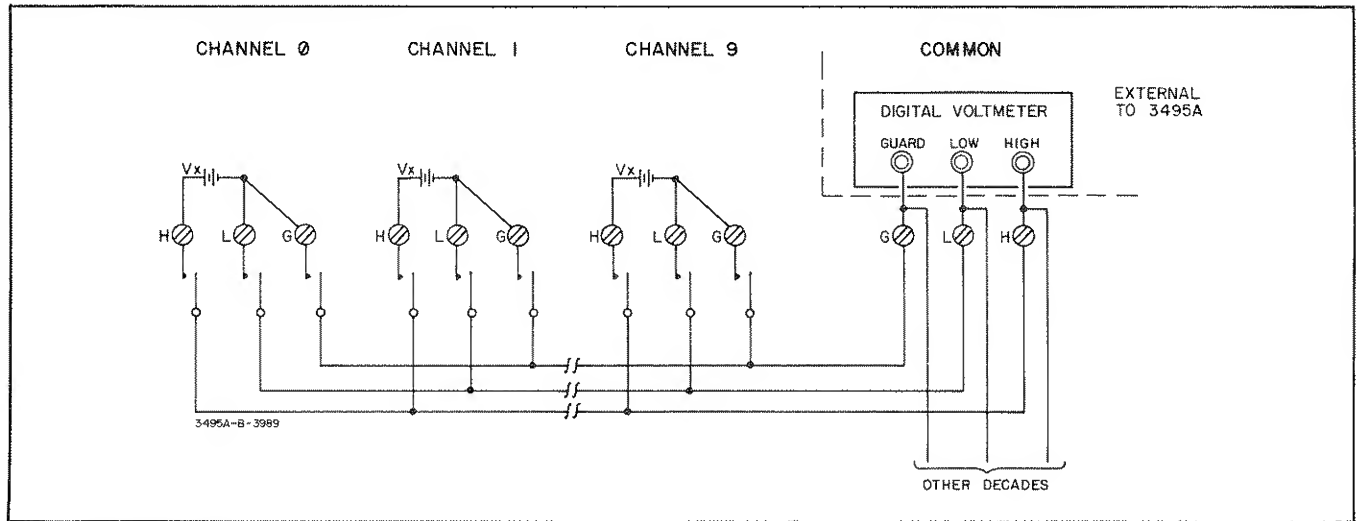 CHANNEL 0
CHANNEL 1
CHANNEL 9
COMMON
EXTERNAL
TO 3495A
DIGITAL VOLTMETER
GUARD LOW HIGH
Vx
Vx
Vx
H L G
H L G
H L G
G L H
3495A-B-3989
OTHER DECADES